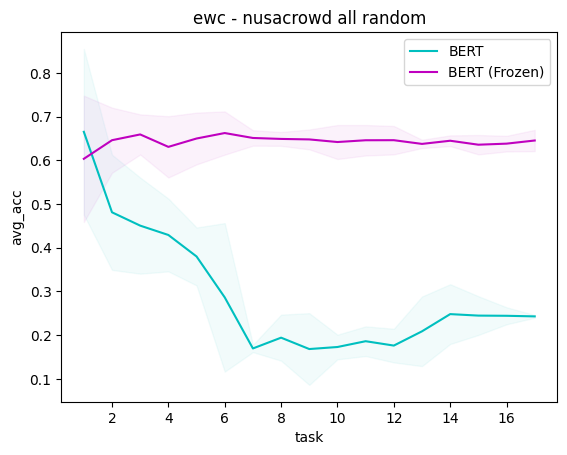 ewc - nusacrowd all random
BERT
BERT (Frozen)
avg_acc
0.8
0.7
0.6
0.5
0.4
0.3
0.2
0.1
2 4 6 8 10 12 14 16
task